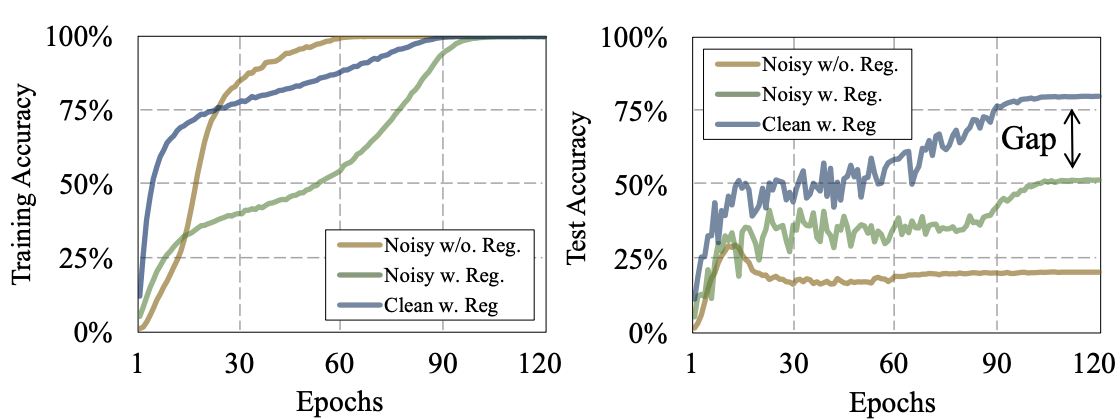 100%
75%
50%
25%
0%
Training Accuracy
1 30 60 90 120
Epochs
Noisy w/o. Reg.
Noisy w. Reg.
Clean w. Reg
100%
75%
50%
25%
0%
Test Accuracy
1 30 60 90 120
Epochs
Noisy w/o. Reg.
Noisy w. Reg.
Clean w. Reg
Gap